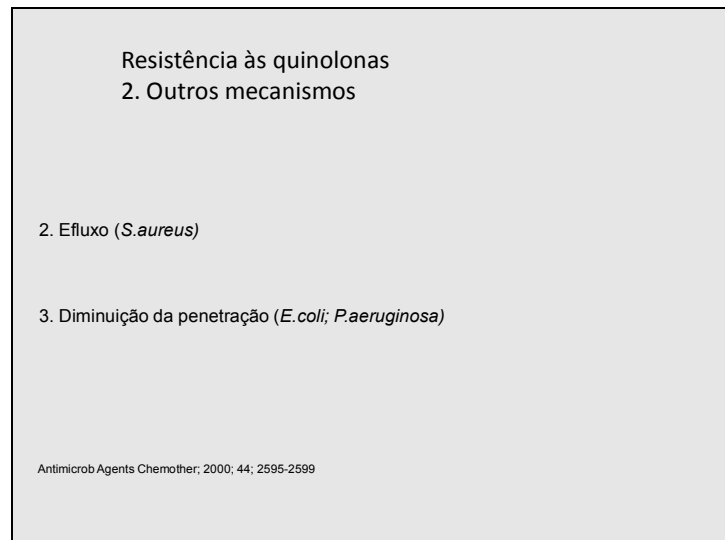 Resistência às quinolonas
2. Outros mecanismos
2. Efluxo (S.aureus)
3. Diminuição da penetração (E.coli; P.aeruginosa)
Antimicrob Agents Chemother; 2000; 44; 2595-2599